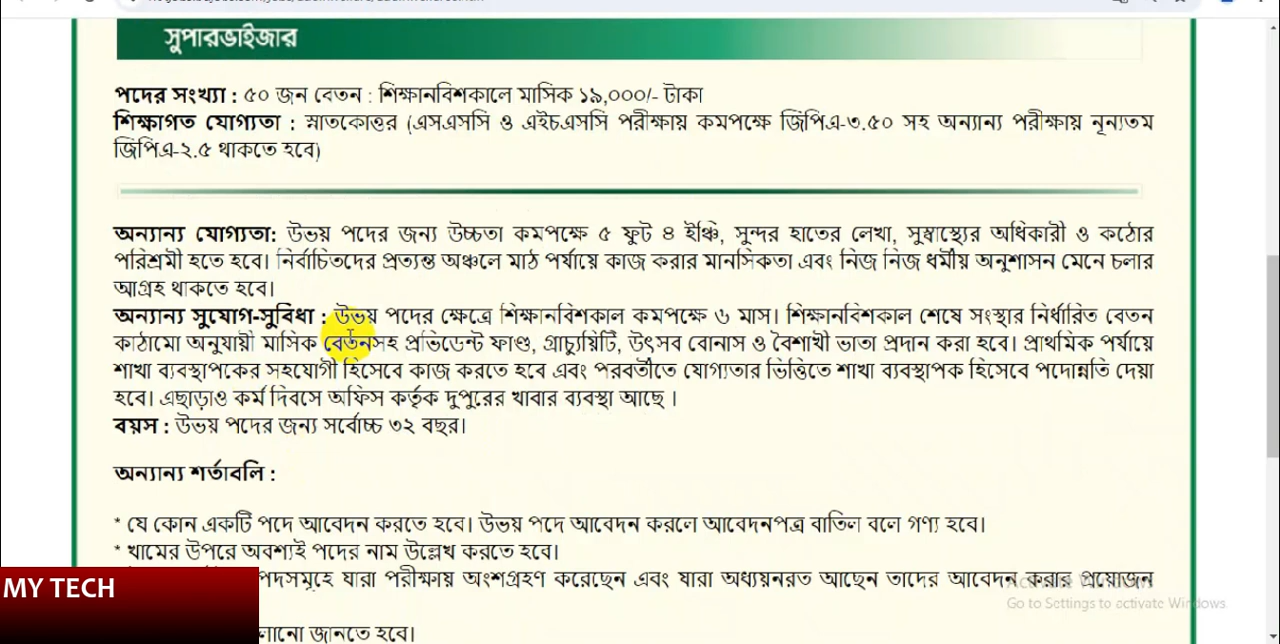 সুপারভাইজার
পদের সংখ্যা : ৫০ জন বেতন : শিক্ষানবিশকালে মাসিক ১৯,০০০/- টাকা
শিক্ষাগত যোগ্যতা : স্নাতকোত্তর (এসএসসি ও এইচএসসি পরীক্ষায় কমপক্ষে জিপিএ-৩.৫০ সহ অন্যান্য পরীক্ষায় নূন্যতম
জিপিএ-২.৫ থাকতে হবে)
অন্যান্য যোগ্যতা: উভয় পদের জন্য উচ্চতা কমপক্ষে ৫ ফুট ৪ ইঞ্চি, সুন্দর হাতের লেখা, সুস্বাস্থ্যের অধিকারী ও কঠোর
পরিশ্রমী হতে হবে। নির্বাচিতদের প্রত্যন্ত অঞ্চলে মাঠ পর্যায়ে কাজ করার মানসিকতা এবং নিজ নিজ ধর্মীয় অনুশাসন মেনে চলার
আগ্রহ থাকতে হবে।
অন্যান্য সুযোগ-সুবিধা : উভয় পদের ক্ষেত্রে শিক্ষানবিশকাল কমপক্ষে ৬ মাস। শিক্ষানবিশকাল শেষে সংস্থার নির্ধারিত বেতন
কাঠামো অনুযায়ী মাসিক বেতনসহ প্রভিডেন্ট ফাণ্ড, গ্রাচ্যুয়িটি, উৎসব বোনাস ও বৈশাখী ভাতা প্রদান করা হবে। প্রাথমিক পর্যায়ে
শাখা ব্যবস্থাপকের সহযোগী হিসেবে কাজ করতে হবে এবং পরবর্তীতে যোগ্যতার ভিত্তিতে শাখা ব্যবস্থাপক হিসেবে পদোন্নতি দেয়া
হবে। এছাড়াও কর্ম দিবসে অফিস কর্তৃক দুপুরের খাবার ব্যবস্থা আছে ।
বয়স : উভয় পদের জন্য সর্বোচ্চ ৩২ বছর।
অন্যান্য শর্তাবলি :
* যে কোন একটি পদে আবেদন করতে হবে। উভয় পদে আবেদন করলে আবেদনপত্র বাতিল বলে গণ্য হবে।
* খামের উপরে অবশ্যই পদের নাম উল্লেখ করতে হবে।
পদসমূহে যারা পরীক্ষায় অংশগ্রহণ করেছেন এবং যারা অধ্যয়নরত আছেন তাদের আবেদন করার প্রয়োজন
জানতে হবে।
MY TECH
Activate Windows
Go to Settings to activate Windows.